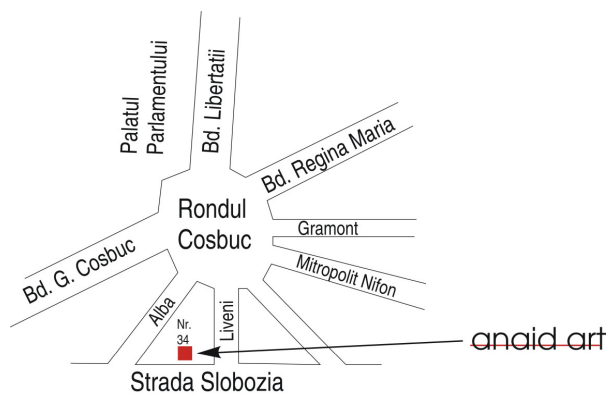 Palatul
Parlamentului
Bd. Libertatii
Bd. Regina Maria
Rondul
Cosbuc
Gramont
Mitropolit Nifon
Bd. G. Cosbuc
Alba
Nr.
34
Liveni
anaid art
Strada Slobozia